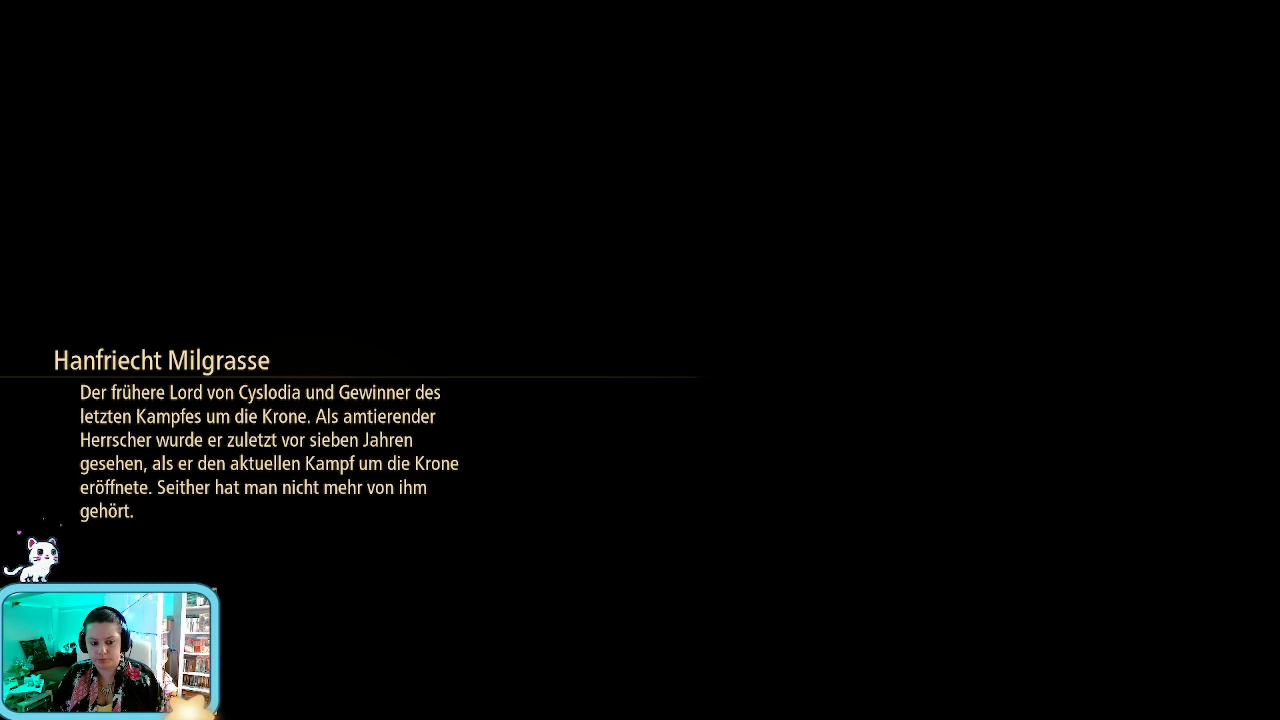 Hanfriecht Milgrasse
Der frühere Lord von Cyslodia und Gewinner des
letzten Kampfes um die Krone. Als amtierender
Herrscher wurde er zuletzt vor sieben Jahren
gesehen, als er den aktuellen Kampf um die Krone
eröffnete. Seither hat man nicht mehr von ihm
gehört.